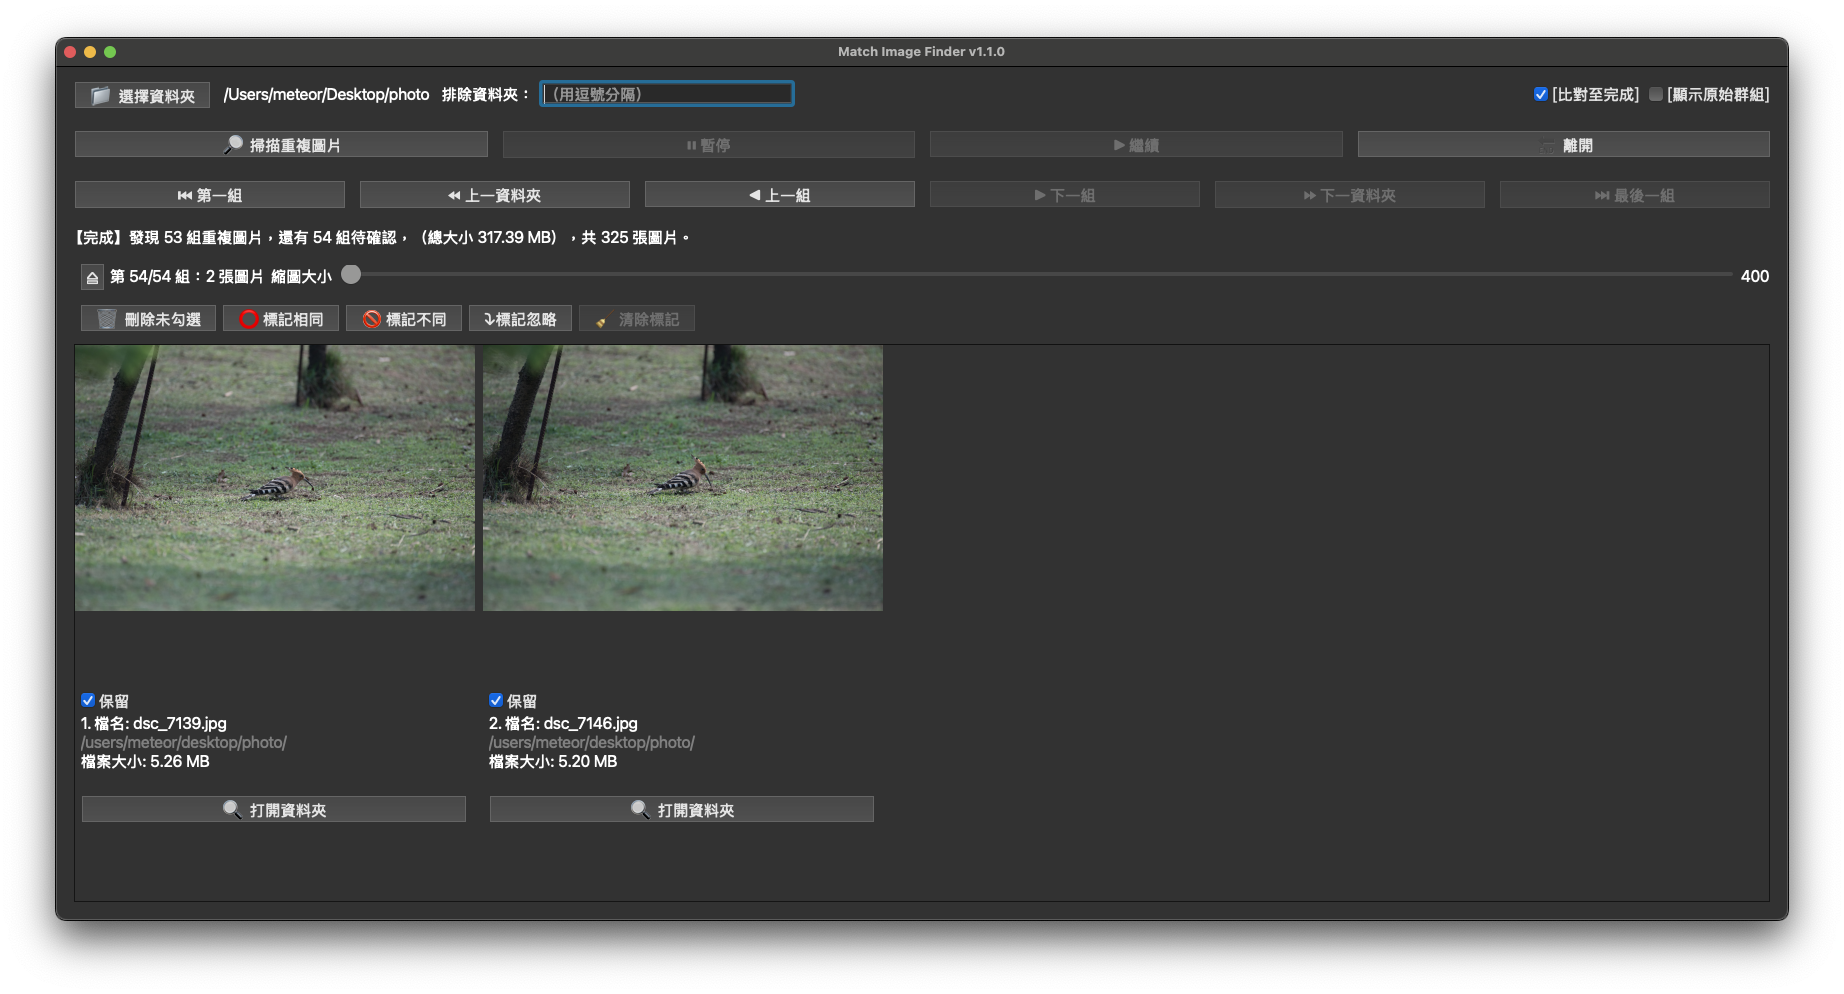 Match Image Finder v1.1.0
選擇資料夾 /Users/meteor/Desktop/photo 排除資料夾： （用逗號分隔） [比對至完成] [顯示原始群組]
掃描重複圖片 暫停 繼續 離開
第一組 上一資料夾 上一組 下一組 下一資料夾 最後一組
【完成】發現 53 組重複圖片，還有 54 組待確認，（總大小 317.39 MB），共 325 張圖片。
第 54/54 組：2 張圖片 縮圖大小 400
刪除未勾選 標記相同 標記不同 標記忽略 清除標記
保留 保留
1. 檔名: dsc_7139.jpg 2. 檔名: dsc_7146.jpg
/users/meteor/desktop/photo/ /users/meteor/desktop/photo/
檔案大小: 5.26 MB 檔案大小: 5.20 MB
打開資料夾 打開資料夾